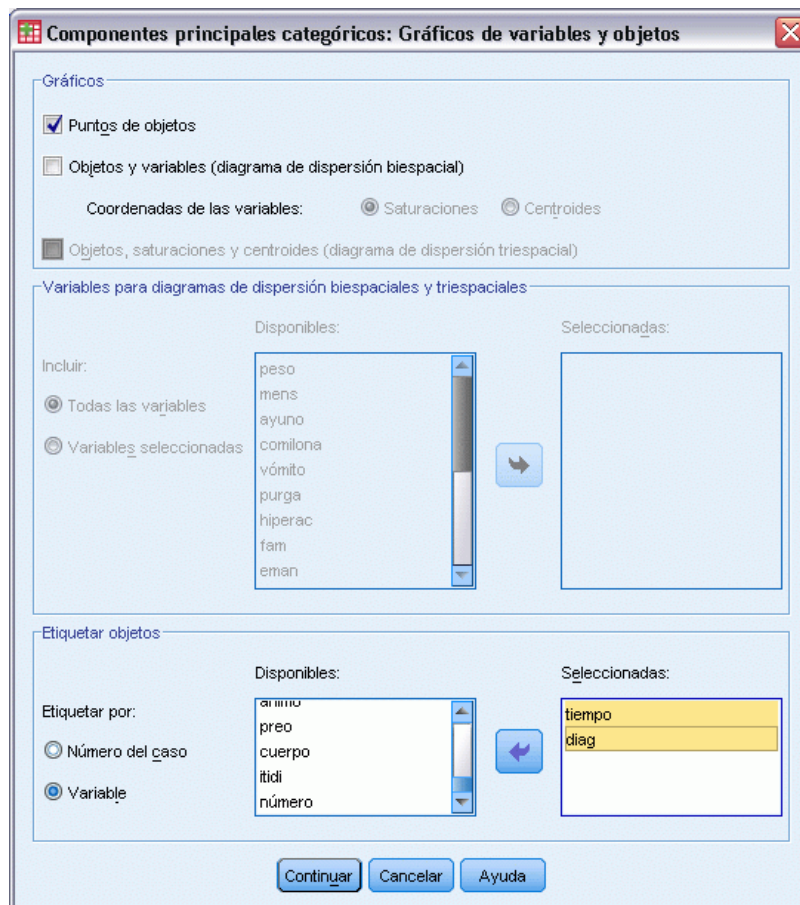 Componentes principales categóricos: Gráficos de variables y objetos
Gráficos
Puntos de objetos
Objetos y variables (diagrama de dispersión biespacial)
Coordenadas de las variables: Saturaciones Centroides
Objetos, saturaciones y centroides (diagrama de dispersión triespacial)
Variables para diagramas de dispersión biespaciales y triespaciales
Disponibles: Seleccionadas:
Incluir:
Todas las variables
Variables seleccionadas
peso
mens
ayuno
comilona
vómito
purga
hiperac
fam
eman
Etiquetar objetos
Disponibles: Seleccionadas:
Etiquetar por:
Número del caso
Variable
preo
cuerpo
itidi
número
tiempo
diag
Continuar Cancelar Ayuda